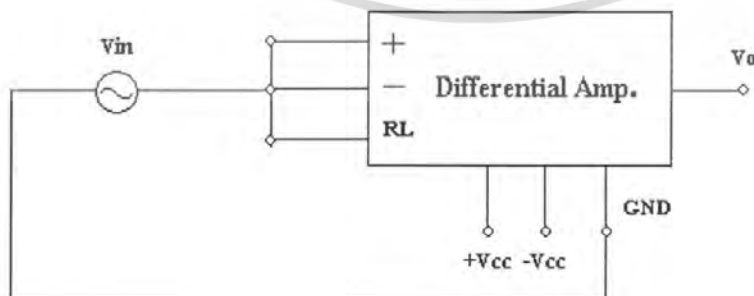 Vin
+
Vo
− Differential Amp.
RL
GND
+Vcc -Vcc